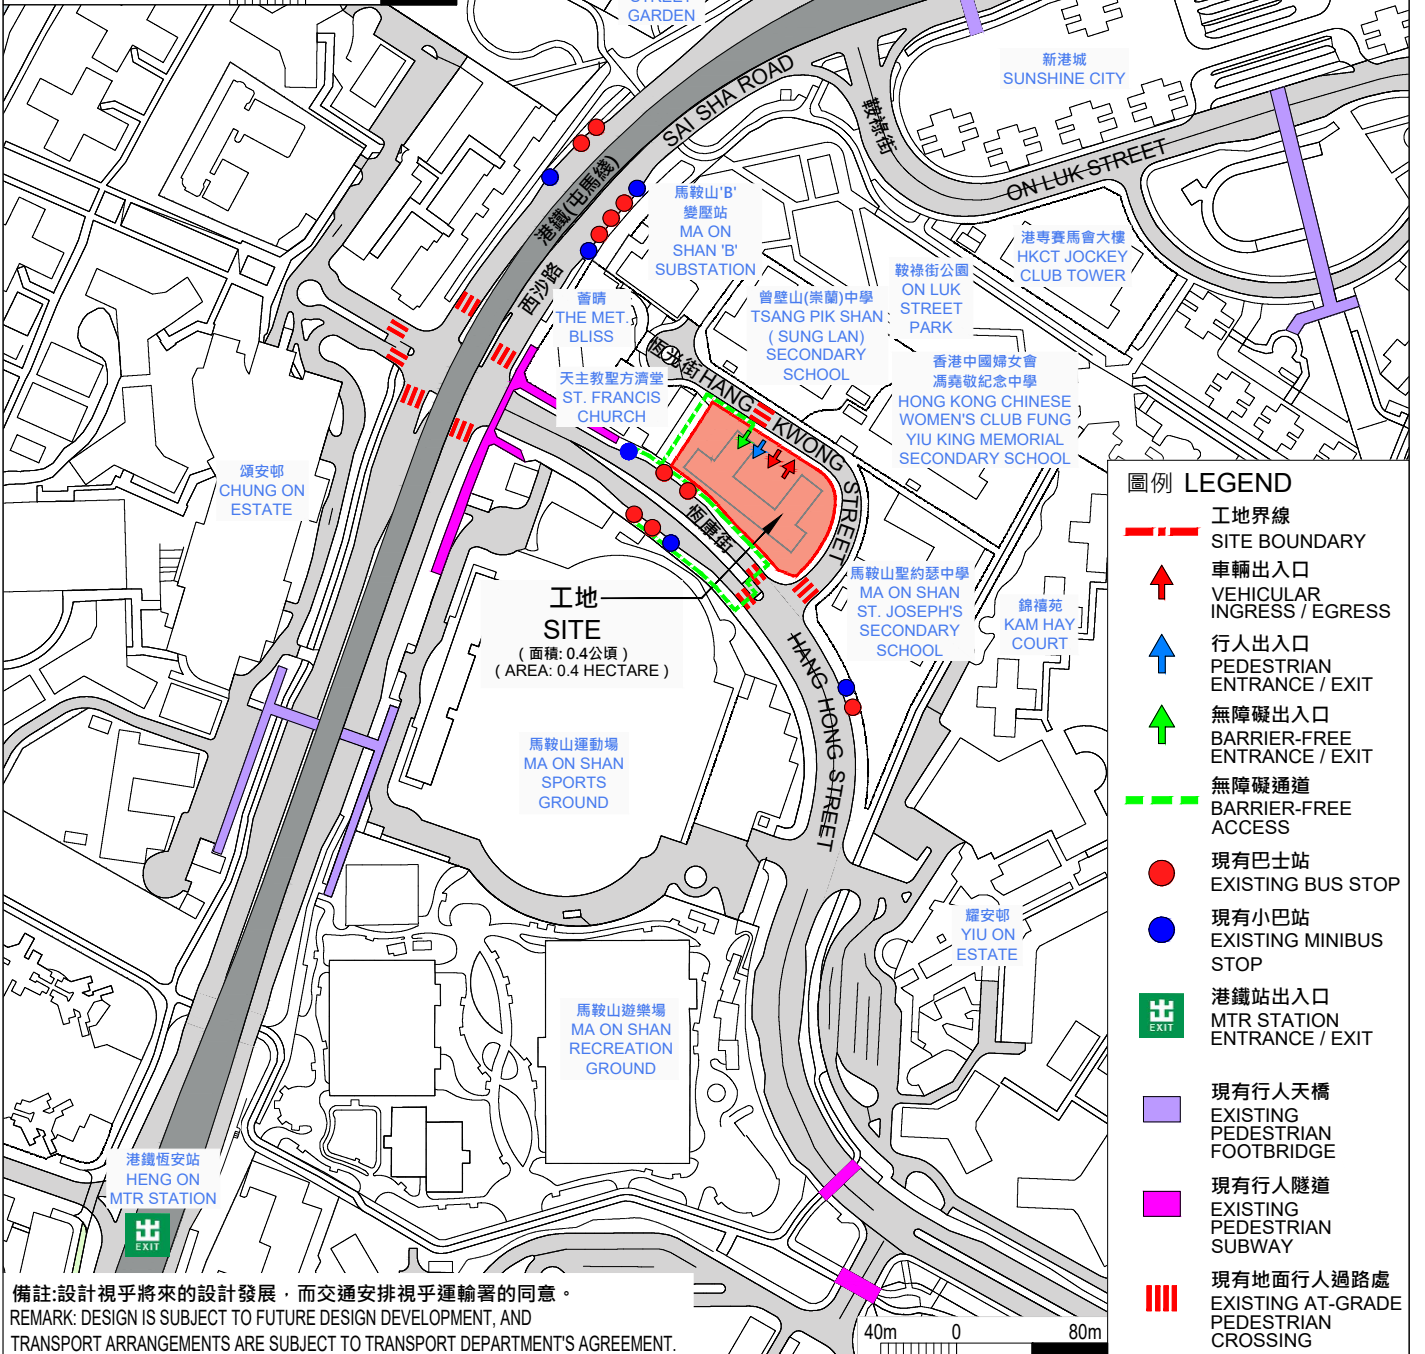 GARDEN
新港城
SUNSHINE CITY
SAI SHA ROAD
鞍祿街
ON LUK STREET
港鐵(屯馬綫)
西沙路
馬鞍山'B'
變壓站
MA ON
SHAN 'B'
SUBSTATION
港專賽馬會大樓
HKCT JOCKEY
CLUB TOWER
鞍祿街公園
ON LUK
STREET
PARK
薈晴
THE MET.
BLISS
曾璧山(崇蘭)中學
TSANG PIK SHAN
( SUNG LAN)
SECONDARY
SCHOOL
恆光街 HANG KWONG STREET
天主教聖方濟堂
ST. FRANCIS
CHURCH
香港中國婦女會
馮堯敬紀念中學
HONG KONG CHINESE
WOMEN'S CLUB FUNG
YIU KING MEMORIAL
SECONDARY SCHOOL
頌安邨
CHUNG ON
ESTATE
恆康街
HANG HONG STREET
工地
SITE
( 面積: 0.4公頃 )
( AREA: 0.4 HECTARE )
馬鞍山聖約瑟中學
MA ON SHAN
ST. JOSEPH'S
SECONDARY
SCHOOL
錦禧苑
KAM HAY
COURT
馬鞍山運動場
MA ON SHAN
SPORTS
GROUND
耀安邨
YIU ON
ESTATE
馬鞍山遊樂場
MA ON SHAN
RECREATION
GROUND
港鐵恆安站
HENG ON
MTR STATION
出
EXIT
圖例 LEGEND
工地界線
SITE BOUNDARY
車輛出入口
VEHICULAR
INGRESS / EGRESS
行人出入口
PEDESTRIAN
ENTRANCE / EXIT
無障礙出入口
BARRIER-FREE
ENTRANCE / EXIT
無障礙通道
BARRIER-FREE
ACCESS
現有巴士站
EXISTING BUS STOP
現有小巴站
EXISTING MINIBUS
STOP
出
EXIT
港鐵站出入口
MTR STATION
ENTRANCE / EXIT
現有行人天橋
EXISTING
PEDESTRIAN
FOOTBRIDGE
現有行人隧道
EXISTING
PEDESTRIAN
SUBWAY
現有地面行人過路處
EXISTING AT-GRADE
PEDESTRIAN
CROSSING
備註:設計視乎將來的設計發展，而交通安排視乎運輸署的同意。
REMARK: DESIGN IS SUBJECT TO FUTURE DESIGN DEVELOPMENT, AND
TRANSPORT ARRANGEMENTS ARE SUBJECT TO TRANSPORT DEPARTMENT'S AGREEMENT.
40m 0 80m